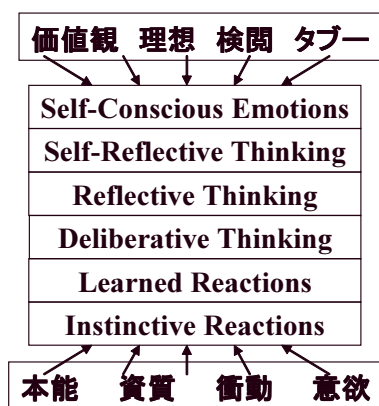 価値観 理想 検閲 タブー
Self-Conscious Emotions
Self-Reflective Thinking
Reflective Thinking
Deliberative Thinking
Learned Reactions
Instinctive Reactions
本能 資質 衝動 意欲